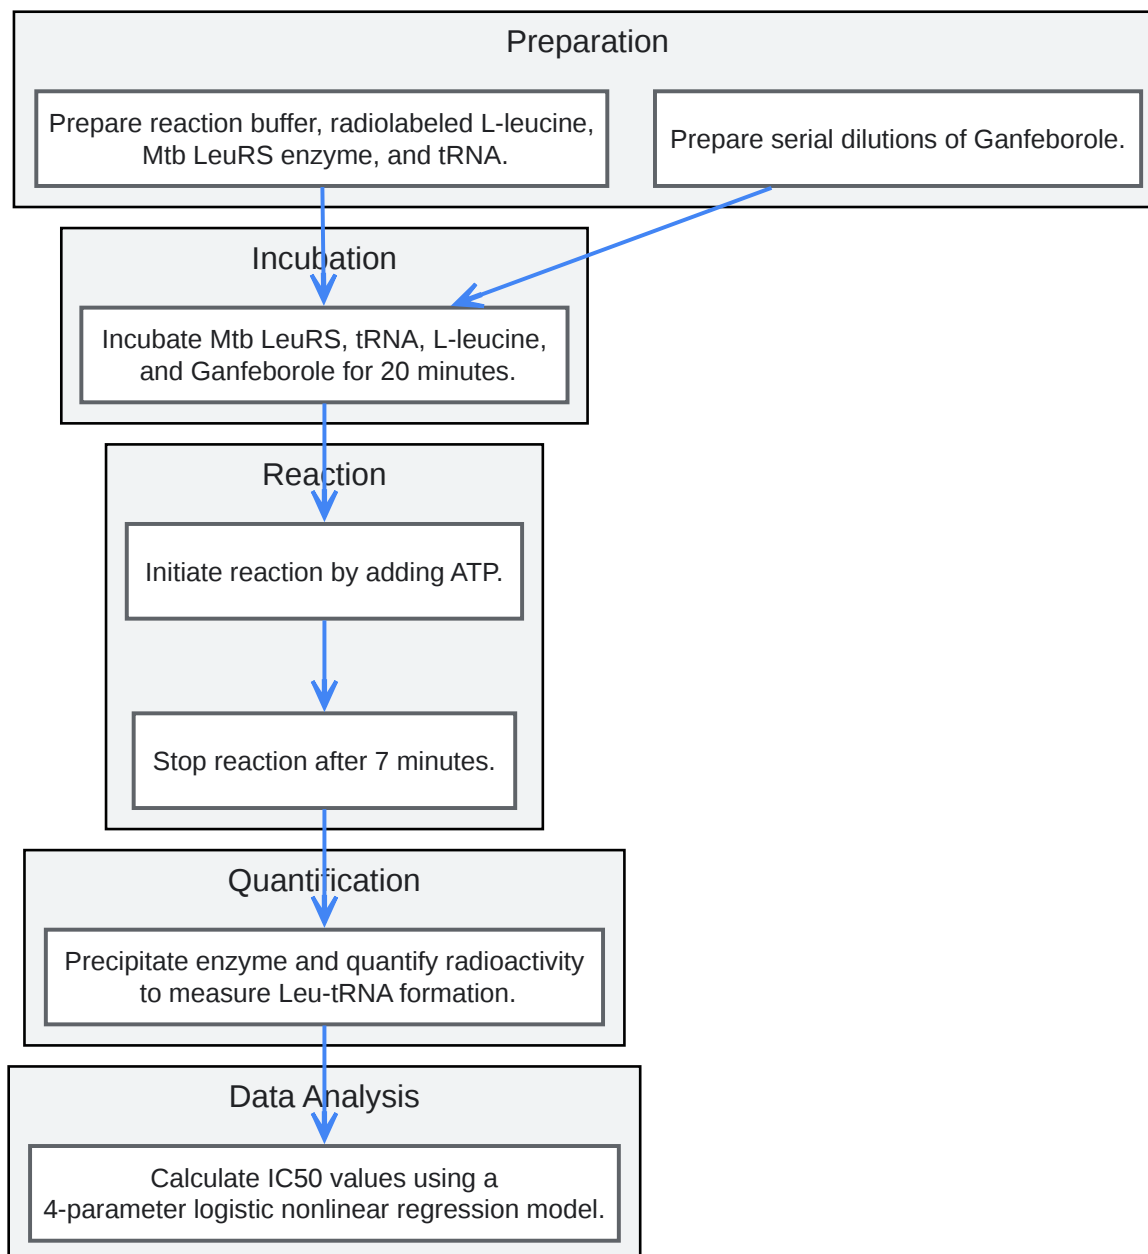 Preparation
Prepare reaction buffer, radiolabeled L-leucine,
Mtb LeuRS enzyme, and tRNA.
Prepare serial dilutions of Ganfeborole.
Incubation
Incubate Mtb LeuRS, tRNA, L-leucine,
and Ganfeborole for 20 minutes.
Reaction
Initiate reaction by adding ATP.
Stop reaction after 7 minutes.
Quantification
Precipitate enzyme and quantify radioactivity
to measure Leu-tRNA formation.
Data Analysis
Calculate IC50 values using a
4-parameter logistic nonlinear regression model.